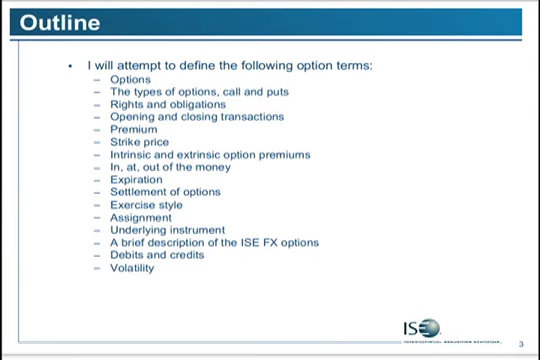 Outline
• I will attempt to define the following option terms:
– Options
– The types of options, call and puts
– Rights and obligations
– Opening and closing transactions
– Premium
– Strike price
– Intrinsic and extrinsic option premiums
– In, at, out of the money
– Expiration
– Settlement of options
– Exercise style
– Assignment
– Underlying instrument
– A brief description of the ISE FX options
– Debits and credits
– Volatility
ISE
INTERNATIONAL SECURITIES EXCHANGE.
3